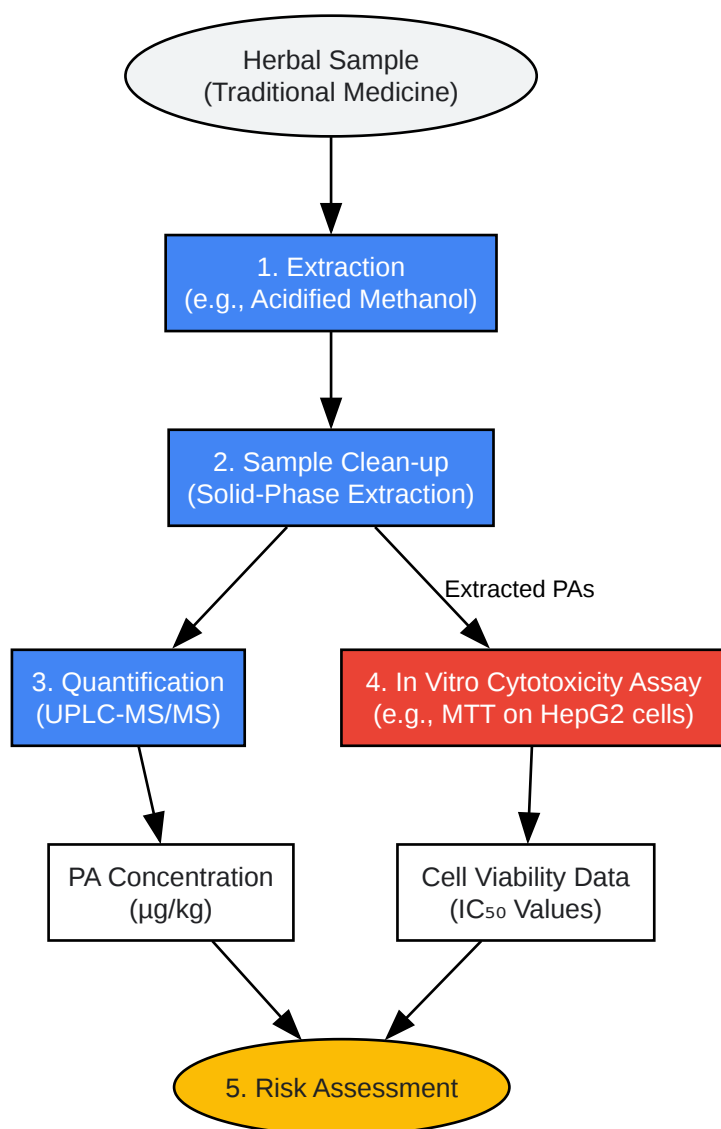 Herbal Sample
(Traditional Medicine)
1. Extraction
(e.g., Acidified Methanol)
2. Sample Clean-up
(Solid-Phase Extraction)
Extracted PAs
3. Quantification
(UPLC-MS/MS)
4. In Vitro Cytotoxicity Assay
(e.g., MTT on HepG2 cells)
PA Concentration
(µg/kg)
Cell Viability Data
(IC₅₀ Values)
5. Risk Assessment